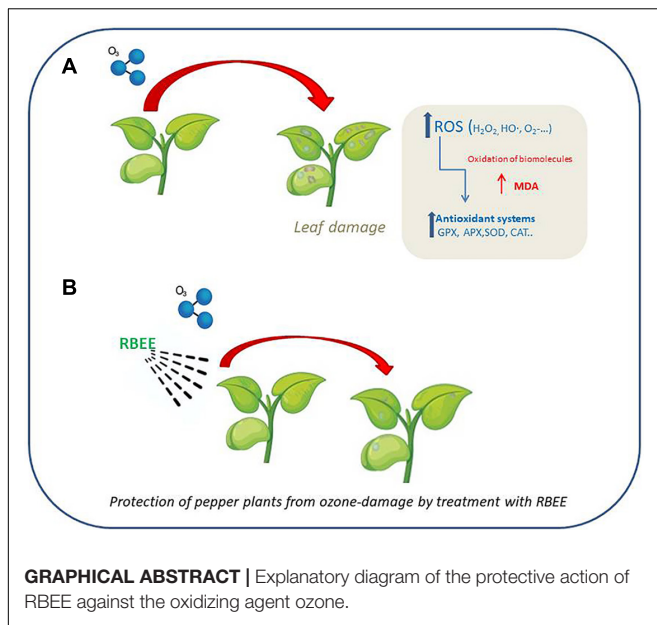 A
O3
ROS (H2O2, HO·, O2-...)
Oxidation of biomolecules
MDA
Antioxidant systems
GPX, APX,SOD, CAT..
Leaf damage
B
O3
RBEE
Protection of pepper plants from ozone-damage by treatment with RBEE
GRAPHICAL ABSTRACT | Explanatory diagram of the protective action of
RBEE against the oxidizing agent ozone.